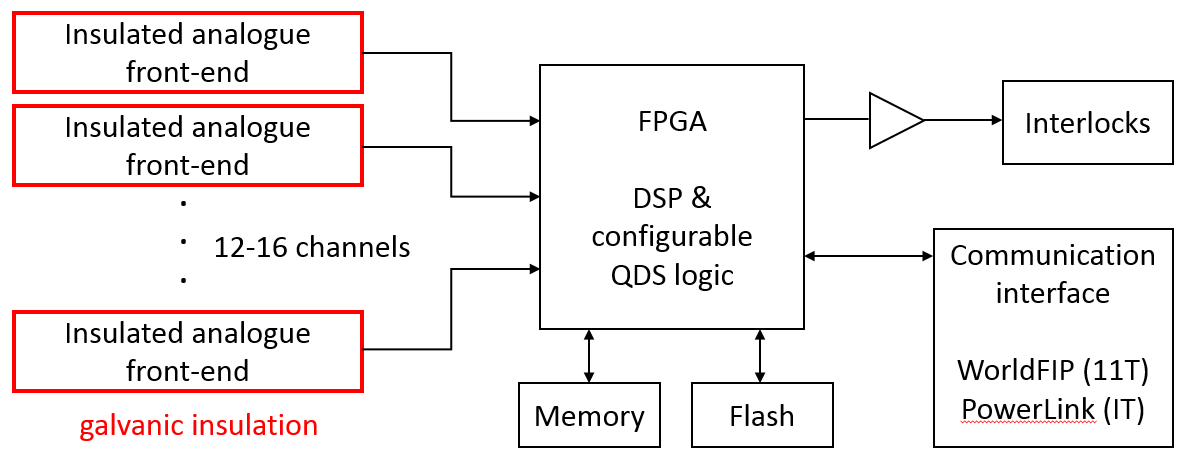 Insulated analogue
front-end
Insulated analogue
front-end
12-16 channels
Insulated analogue
front-end
galvanic insulation
FPGA
DSP &
configurable
QDS logic
Memory
Flash
Interlocks
Communication
interface
WorldFIP (11T)
PowerLink (IT)